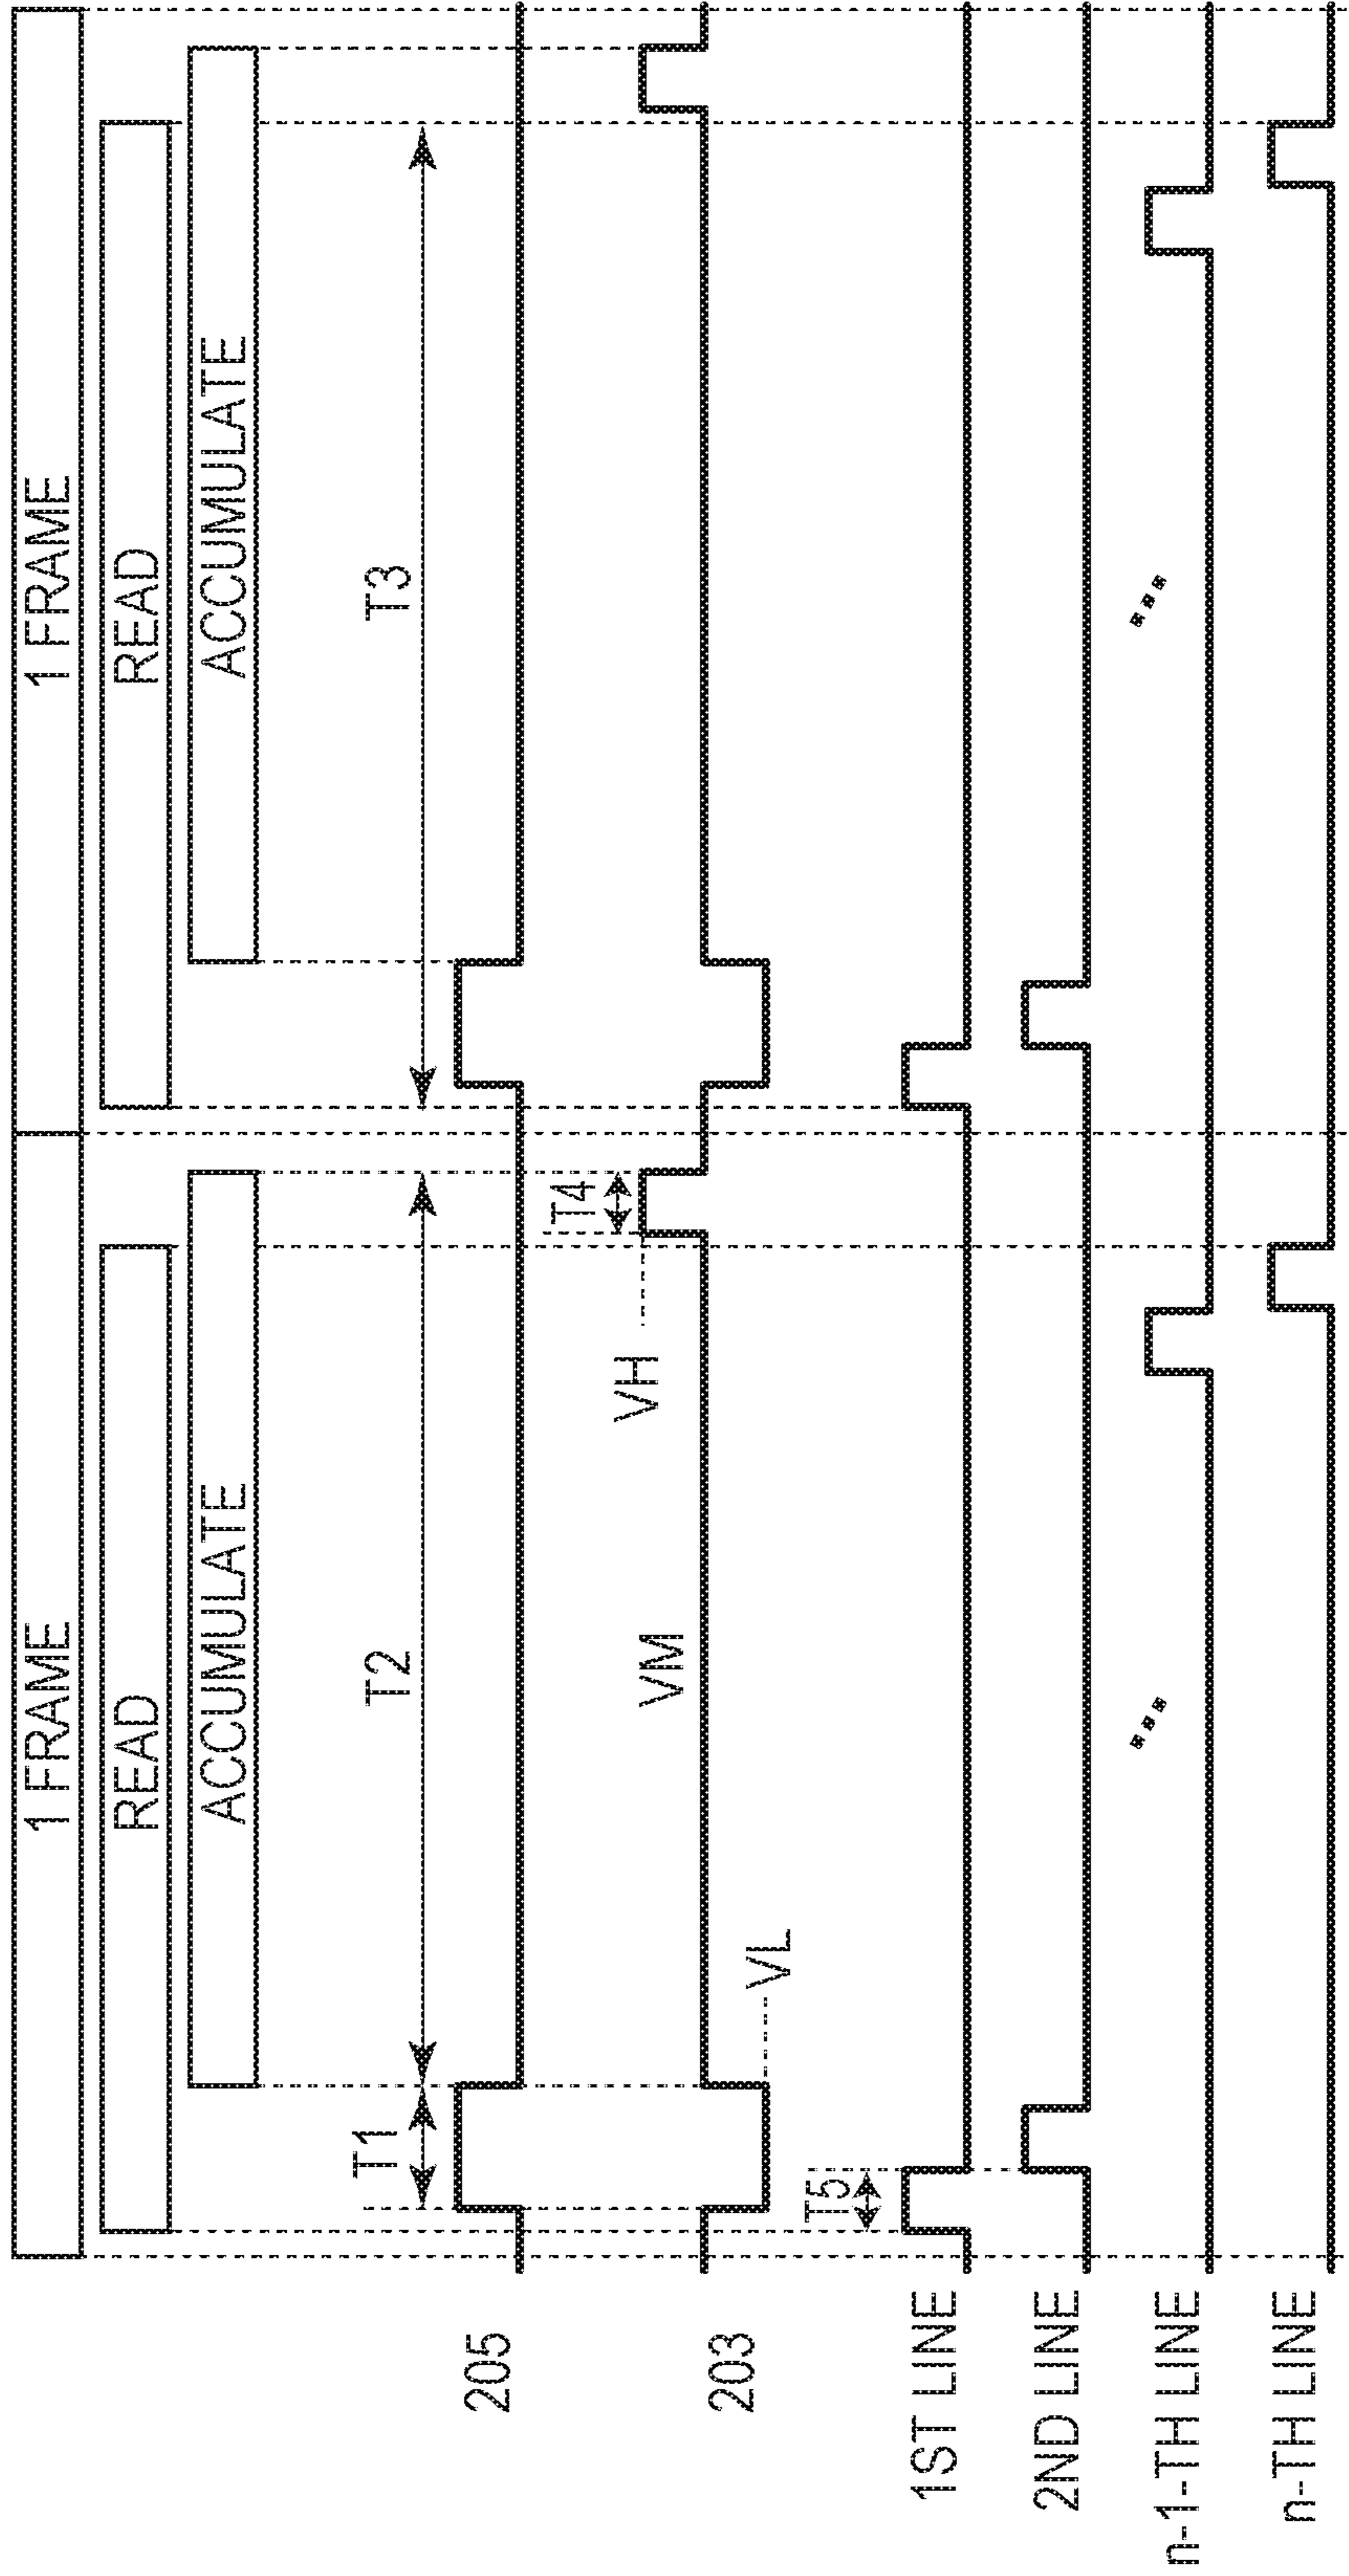 1 FRAME
1 FRAME
READ
READ
ACCUMULATE
ACCUMULATE
T1
T2
T3
205
T4
VH
VM
203
VL
T5
1ST LINE
2ND LINE
n-1-TH LINE
n-TH LINE